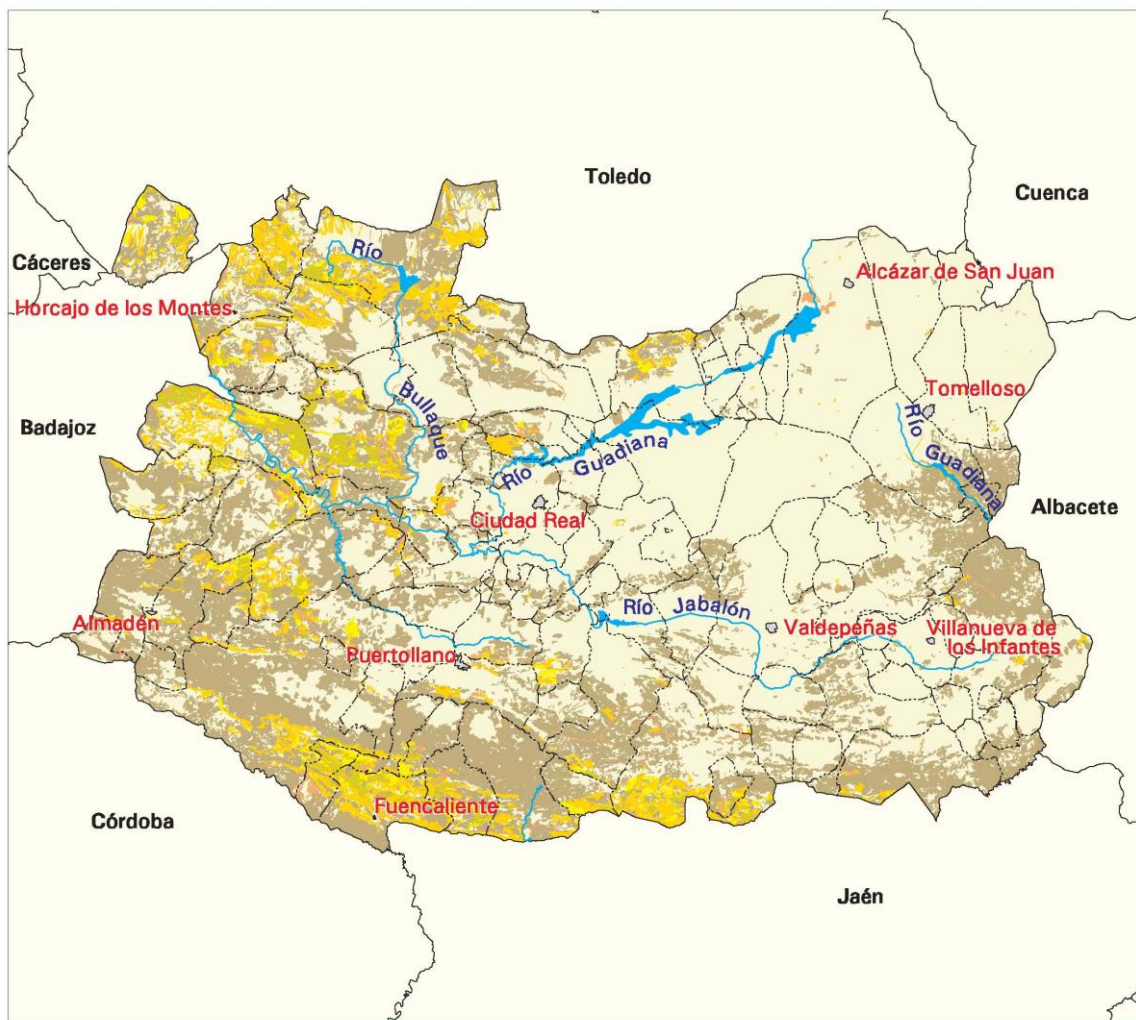 Toledo
Cuenca
Río
Cáceres
Alcázar de San Juan
Horcajo de los Montes
Bullaque
Tomelloso
Badajoz
Río
Guadiana
Río
Guadiana
Albacete
Ciudad Real
Río
Jabalón
Almadén
Valdepeñas
Villanueva de
los Infantes
Puertollano
Fuencaliente
Córdoba
Jaén